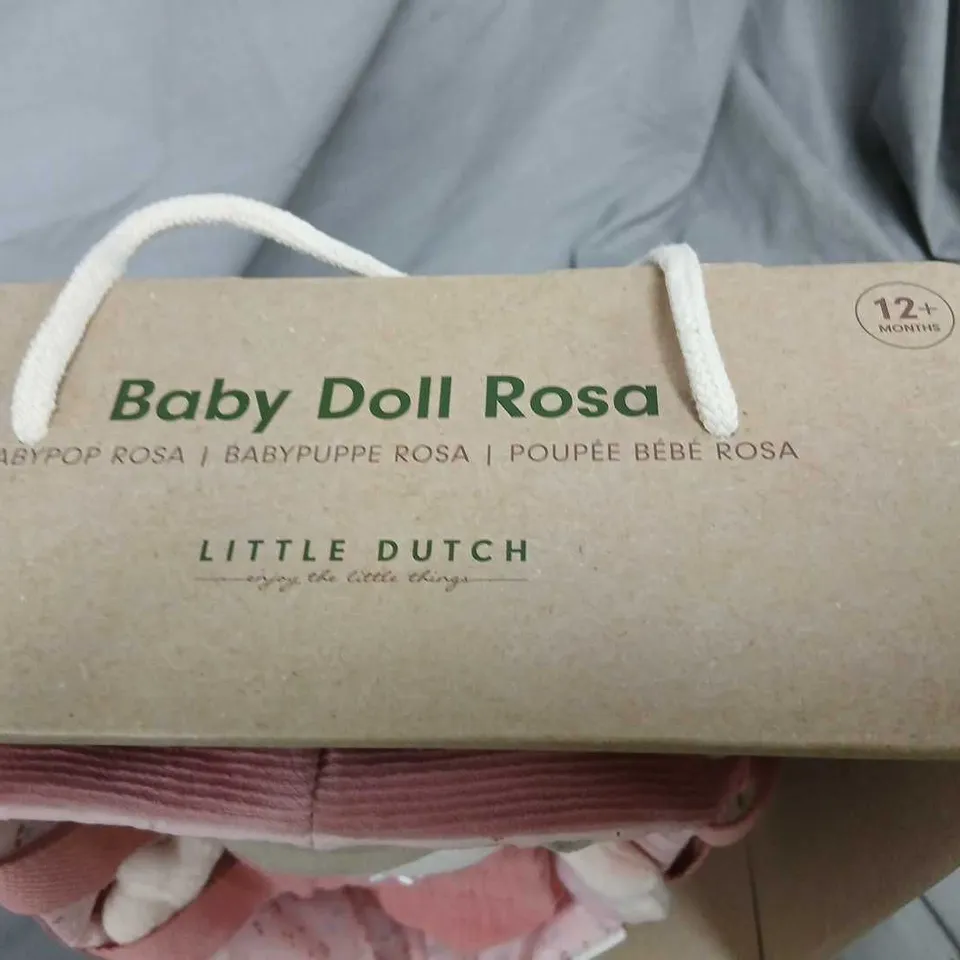 12+
MONTHS
Baby Doll Rosa
ABYPOP ROSA | BABYPUPPE ROSA | POUPÉE BÉBÉ ROSA
LITTLE DUTCH
enjoy the little things